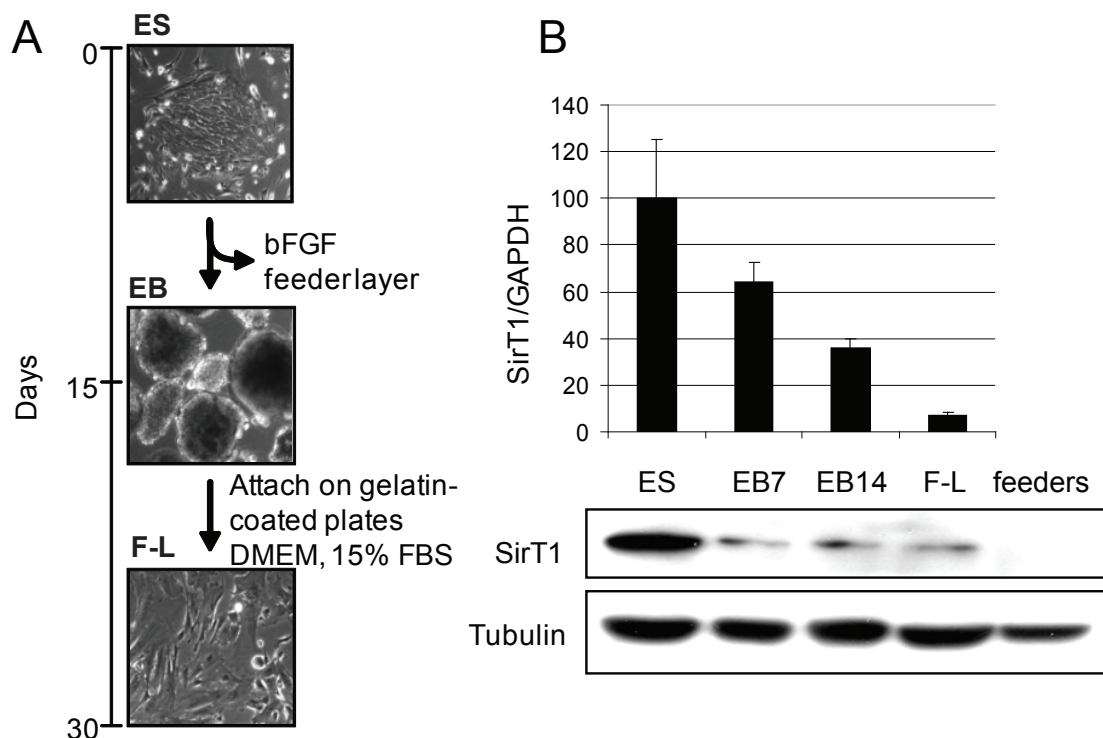 A
ES
0
bFGF
feeder layer
EB
Days
15
Attach on gelatin-
coated plates
DMEM, 15% FBS
F-L
30
B
140
120
100
80
60
40
20
0
SirT1/GAPDH
ES EB7 EB14 F-L feeders
SirT1
Tubulin